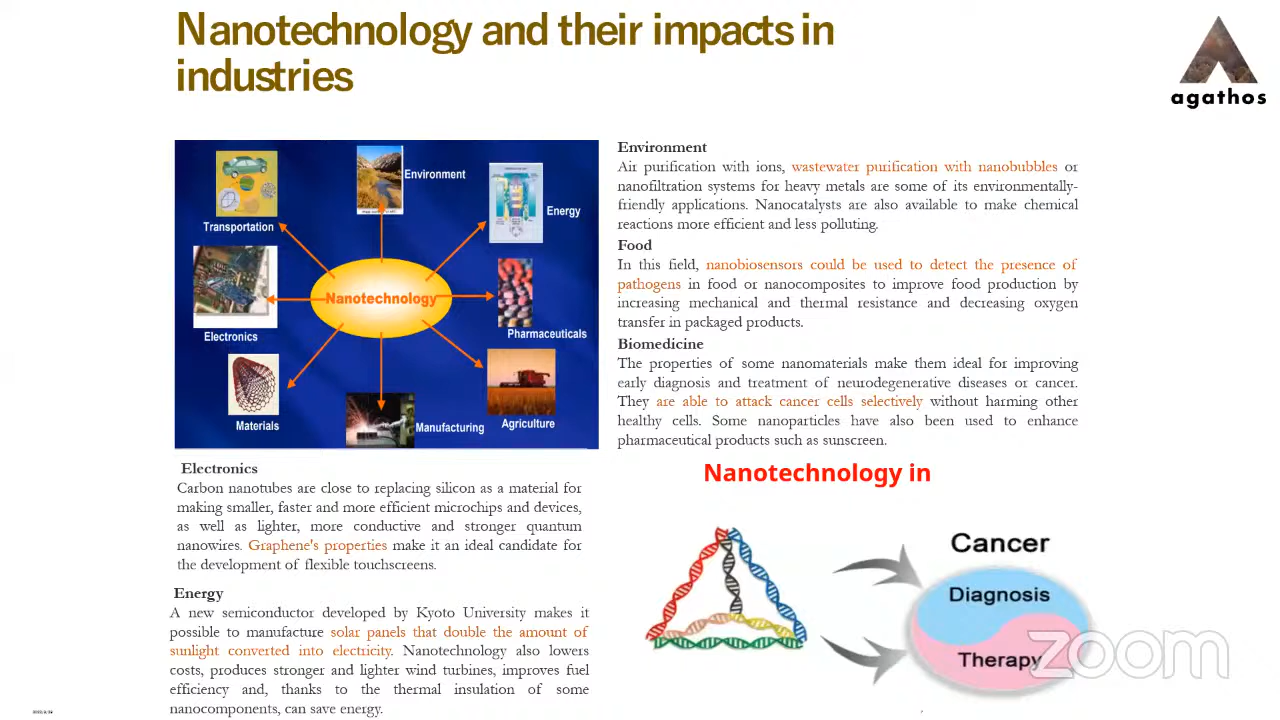 Nanotechnology and their impacts in
industries
agathos
Environment
Energy
Transportation
Nanotechnology
Electronics
Pharmaceuticals
Materials
Manufacturing
Agriculture
Environment
Air purification with ions, wastewater purification with nanobubbles or
nanofiltration systems for heavy metals are some of its environmentally-
friendly applications. Nanocatalysts are also available to make chemical
reactions more efficient and less polluting.
Food
In this field, nanobiosensors could be used to detect the presence of
pathogens in food or nanocomposites to improve food production by
increasing mechanical and thermal resistance and decreasing oxygen
transfer in packaged products.
Biomedicine
The properties of some nanomaterials make them ideal for improving
early diagnosis and treatment of neurodegenerative diseases or cancer.
They are able to attack cancer cells selectively without harming other
healthy cells. Some nanoparticles have also been used to enhance
pharmaceutical products such as sunscreen.
Electronics
Carbon nanotubes are close to replacing silicon as a material for
making smaller, faster and more efficient microchips and devices,
as well as lighter, more conductive and stronger quantum
nanowires. Graphene's properties make it an ideal candidate for
the development of flexible touchscreens.
Energy
A new semiconductor developed by Kyoto University makes it
possible to manufacture solar panels that double the amount of
sunlight converted into electricity. Nanotechnology also lowers
costs, produces stronger and lighter wind turbines, improves fuel
efficiency and, thanks to the thermal insulation of some
nanocomponents, can save energy.
Nanotechnology in
Cancer
Diagnosis
Therapy
zoom